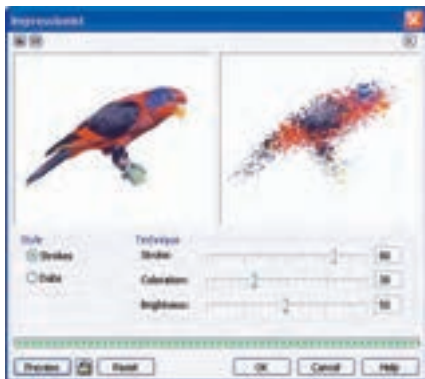 Impressionist
Style
Strokes
Dabs
Technique
Stroke:
Coloration:
Brightness:
Preview
Reset
OK
Cancel
Help